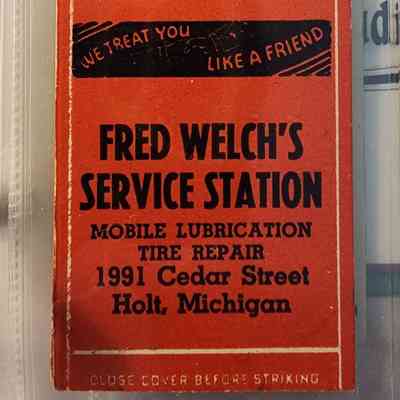 WE TREAT YOU
LIKE A FRIEND
FRED WELCH'S
SERVICE STATION
MOBILE LUBRICATION
TIRE REPAIR
1991 Cedar Street
Holt, Michigan
CLOSE COVER BEFORE STRIKING